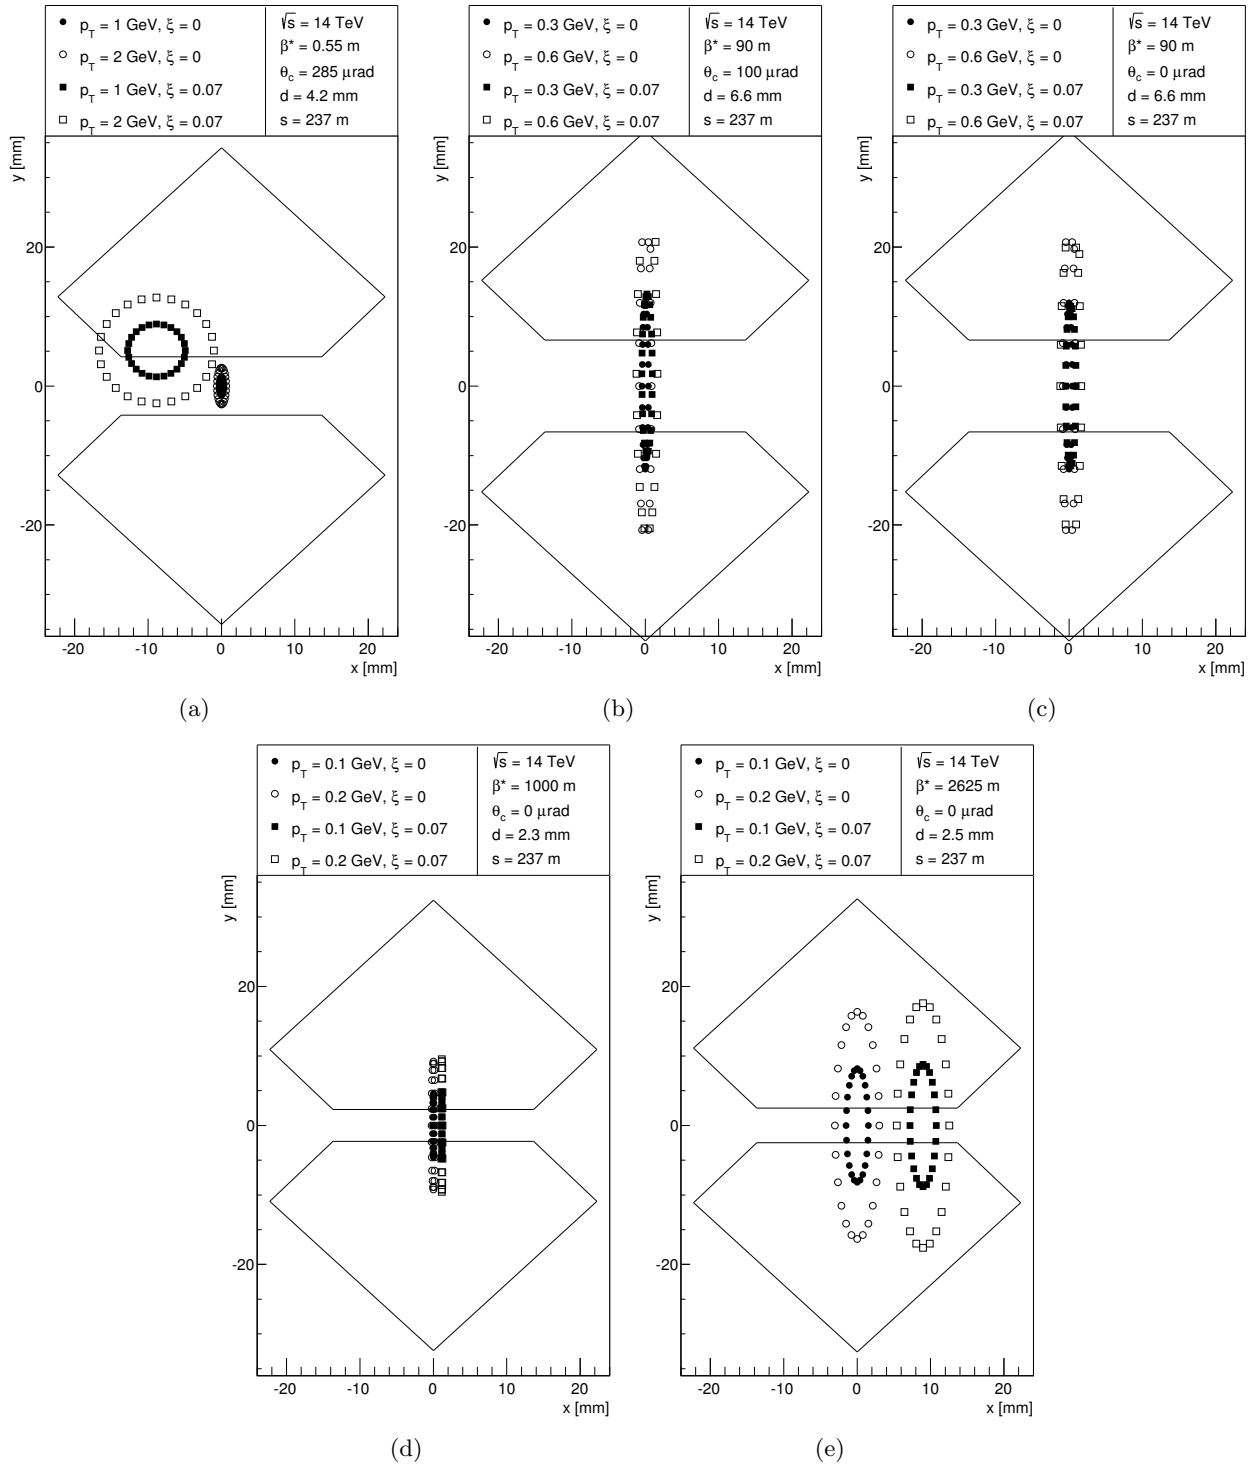 p_T = 1 GeV, ξ = 0
p_T = 2 GeV, ξ = 0
p_T = 1 GeV, ξ = 0.07
p_T = 2 GeV, ξ = 0.07
√s = 14 TeV
β* = 0.55 m
θ_c = 285 μrad
d = 4.2 mm
s = 237 m
y [mm]
20
0
-20
-20 -10 0 10 20
x [mm]
(a)
p_T = 0.3 GeV, ξ = 0
p_T = 0.6 GeV, ξ = 0
p_T = 0.3 GeV, ξ = 0.07
p_T = 0.6 GeV, ξ = 0.07
√s = 14 TeV
β* = 90 m
θ_c = 100 μrad
d = 6.6 mm
s = 237 m
y [mm]
20
0
-20
-20 -10 0 10 20
x [mm]
(b)
p_T = 0.3 GeV, ξ = 0
p_T = 0.6 GeV, ξ = 0
p_T = 0.3 GeV, ξ = 0.07
p_T = 0.6 GeV, ξ = 0.07
√s = 14 TeV
β* = 90 m
θ_c = 0 μrad
d = 6.6 mm
s = 237 m
y [mm]
20
0
-20
-20 -10 0 10 20
x [mm]
(c)
p_T = 0.1 GeV, ξ = 0
p_T = 0.2 GeV, ξ = 0
p_T = 0.1 GeV, ξ = 0.07
p_T = 0.2 GeV, ξ = 0.07
√s = 14 TeV
β* = 1000 m
θ_c = 0 μrad
d = 2.3 mm
s = 237 m
y [mm]
20
0
-20
-20 -10 0 10 20
x [mm]
(d)
p_T = 0.1 GeV, ξ = 0
p_T = 0.2 GeV, ξ = 0
p_T = 0.1 GeV, ξ = 0.07
p_T = 0.2 GeV, ξ = 0.07
√s = 14 TeV
β* = 2625 m
θ_c = 0 μrad
d = 2.5 mm
s = 237 m
y [mm]
20
0
-20
-20 -10 0 10 20
x [mm]
(e)